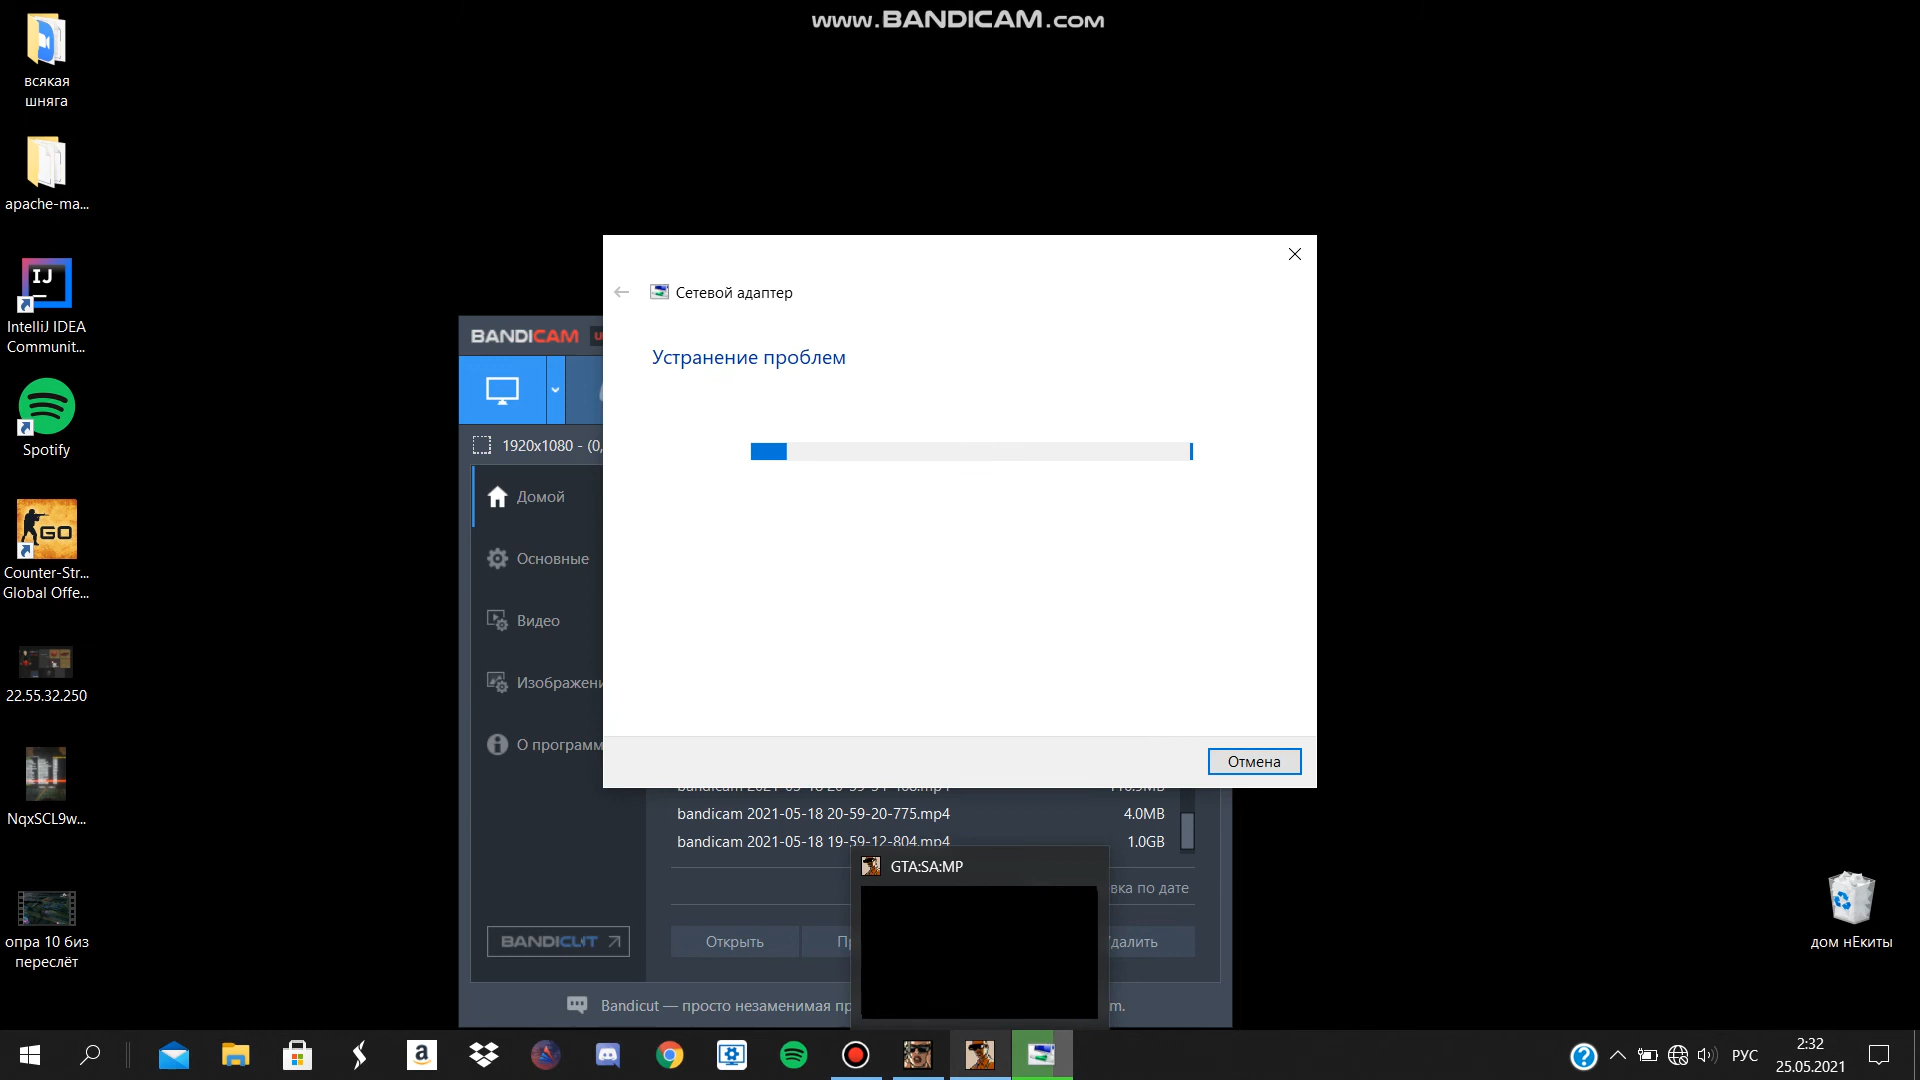 www.BANDICAM.com
всякая
шняга
apache-ma...
IJ
IntelliJ IDEA
Communit...
Spotify
GO
Counter-Str...
Global Offe...
22.55.32.250
NqxSCL9w...
опра 10 биз
переслёт
Сетевой адаптер
Устранение проблем
Отмена
BANDICAM
1920x1080 - (0,
Домой
Основные
Видео
Изображени
О программ
bandicam 2021-05-18 20-59-20-775.mp4 4.0MB
bandicam 2021-05-18 19-59-12-804.mp4 1.0GB
GTA:SA:MP
вка по дате
BANDICUT
Открыть
Пр
Удалить
Bandicut — просто незаменимая пр
m.
дом нЕкиты
РУС
2:32
25.05.2021